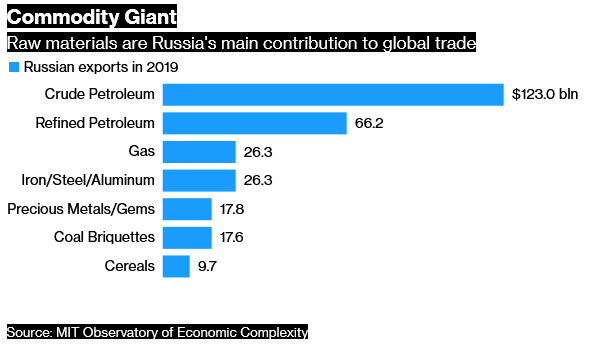 Commodity Giant
Raw materials are Russia's main contribution to global trade
Russian exports in 2019
Crude Petroleum $123.0 bln
Refined Petroleum 66.2
Gas 26.3
Iron/Steel/Aluminum 26.3
Precious Metals/Gems 17.8
Coal Briquettes 17.6
Cereals 9.7
Source: MIT Observatory of Economic Complexity